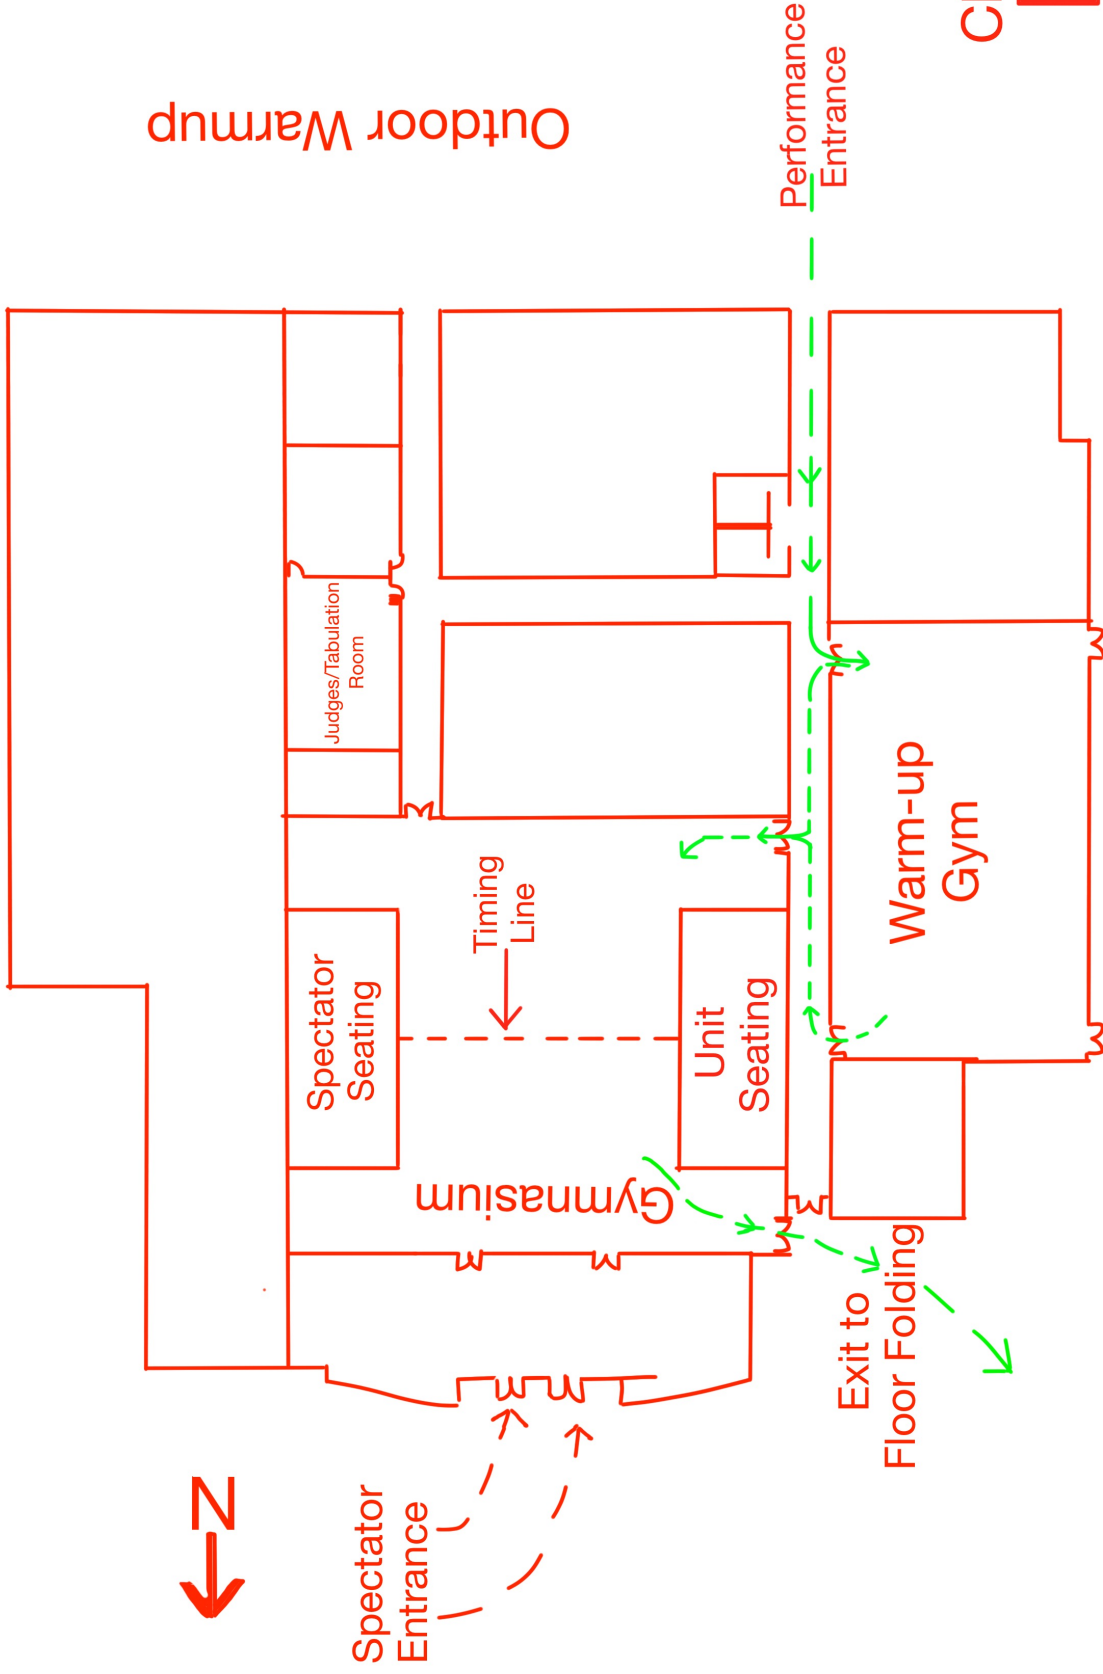 Outdoor Warmup
Performance
Entrance
Judges/Tabulation
Room
Timing
Line
Spectator
Seating
Unit
Seating
Warm-up
Gym
Gymnasium
Exit to
Floor Folding
N
Spectator
Entrance